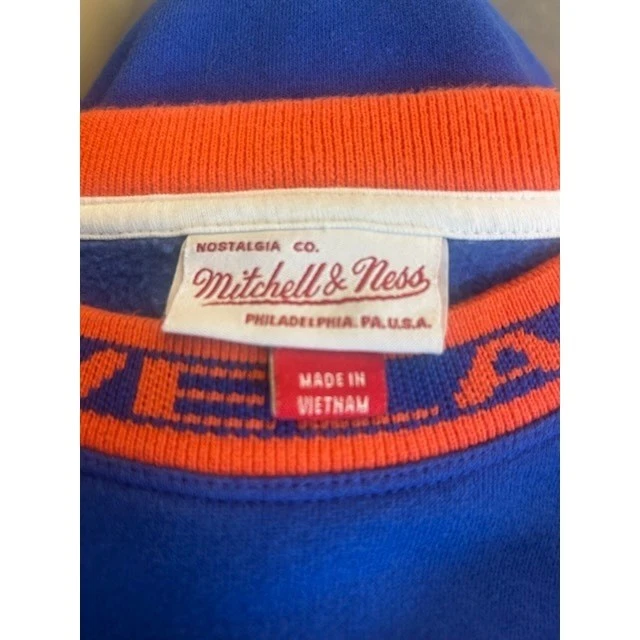 NOSTALGIA CO.
Mitchell & Ness
PHILADELPHIA. PA. U.S.A.
MADE IN
VIETNAM